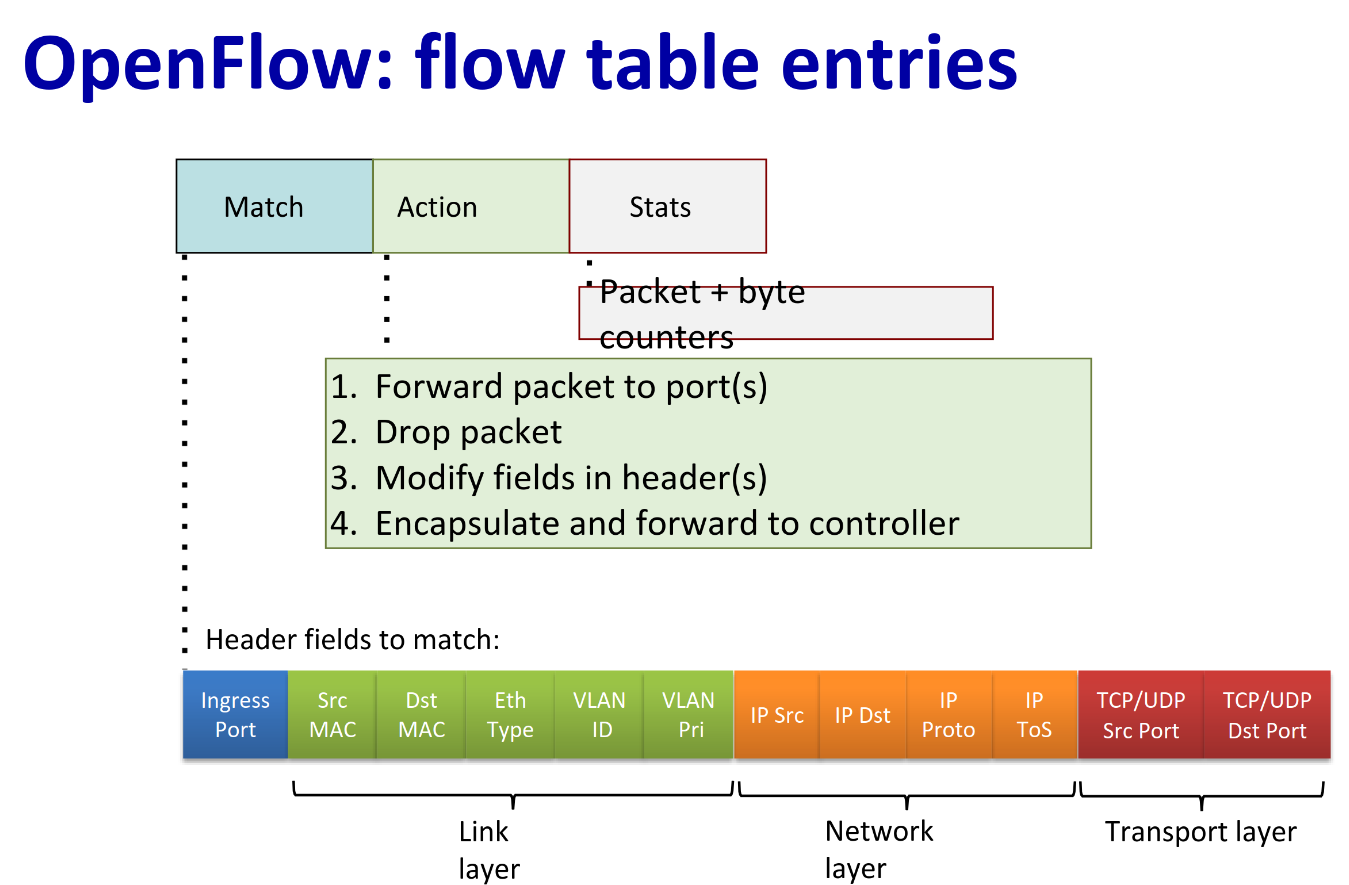 OpenFlow: flow table entries
Match
Action
Stats
Packet + byte
counters
1. Forward packet to port(s)
2. Drop packet
3. Modify fields in header(s)
4. Encapsulate and forward to controller
Header fields to match:
Ingress
Port
Src
MAC
Dst
MAC
Eth
Type
VLAN
ID
VLAN
Pri
IP Src
IP Dst
IP
Proto
IP
ToS
TCP/UDP
Src Port
TCP/UDP
Dst Port
Link
layer
Network
layer
Transport layer